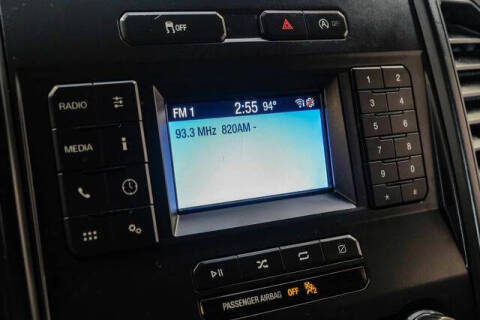 OFF
RADIO
MEDIA
i
FM 1 2:55 94°
93.3 MHz 820AM -
1 2
3 4
5 6
7 8
9 0
* #
PASSENGER AIRBAG OFF